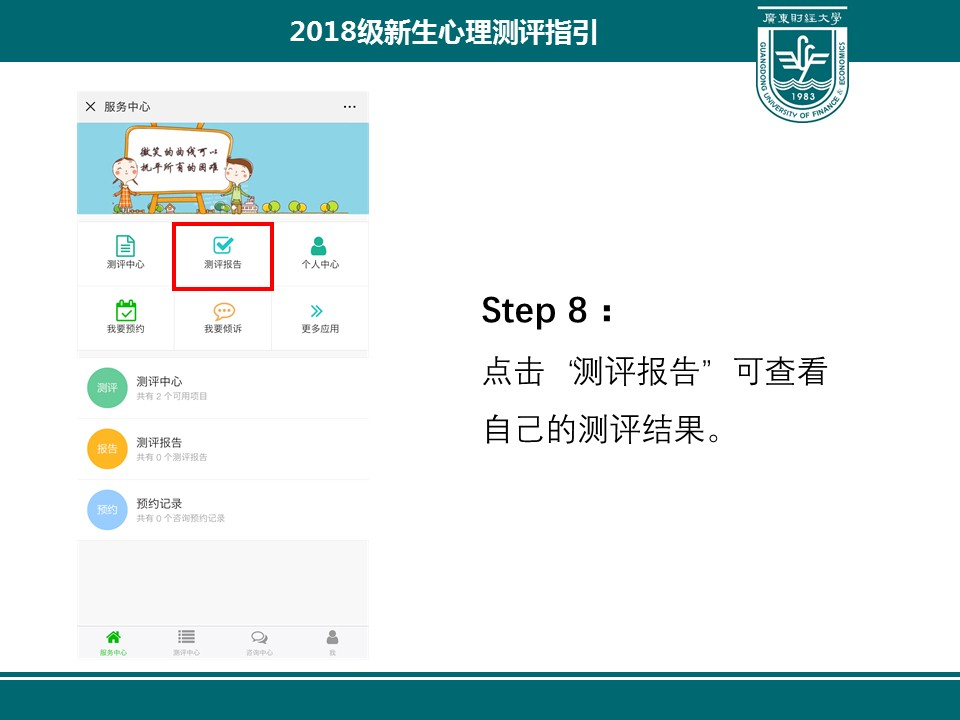 2018级新生心理测评指引
廣東财经大學
GUANGDONG UNIVERSITY OF FINANCE & ECONOMICS
1983
服务中心
微笑的曲线可以
扰平所有的困难
测评中心
测评报告
个人中心
我要预约
我要倾诉
更多应用
测评
测评中心
共有 2 个可用项目
报告
测评报告
共有 0 个测评报告
预约
预约记录
共有 0 个咨询预约记录
服务中心
测评中心
咨询中心
我
Step 8：
点击“测评报告”可查看
自己的测评结果。